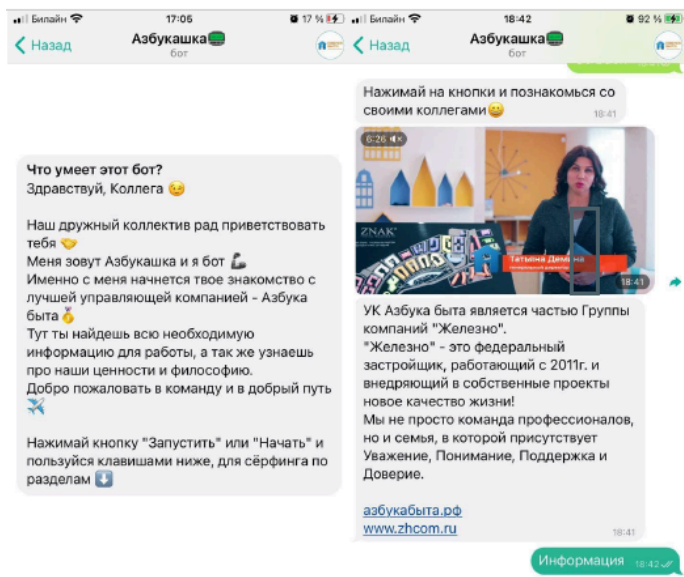 Билайн 17:05 17 %
Назад Азбукашка
бот
Что умеет этот бот?
Здравствуй, Коллега 😉
Наш дружный коллектив рад приветствовать
тебя 🤝
Меня зовут Азбукашка и я бот 🦾
Именно с меня начнется твое знакомство с
лучшей управляющей компанией - Азбука
быта🏅
Тут ты найдешь всю необходимую
информацию для работы, а так же узнаешь
про наши ценности и философию.
Добро пожаловать в команду и в добрый путь
✈️
Нажимай кнопку "Запустить" или "Начать" и
пользуйся клавишами ниже, для сёрфинга по
разделам ⬇️
Билайн 18:42 92 %
Назад Азбукашка
бот
Нажимай на кнопки и познакомься со
своими коллегами😄 18:41
6:26
ZNAK
Татьяна Демина
18:41
УК Азбука быта является частью Группы
компаний "Железно".
"Железно" - это федеральный
застройщик, работающий с 2011г. и
внедряющий в собственные проекты
новое качество жизни!
Мы не просто команда профессионалов,
но и семья, в которой присутствует
Уважение, Понимание, Поддержка и
Доверие.
азбукабыта.рф
www.zhcom.ru 18:41
Информация 18:42